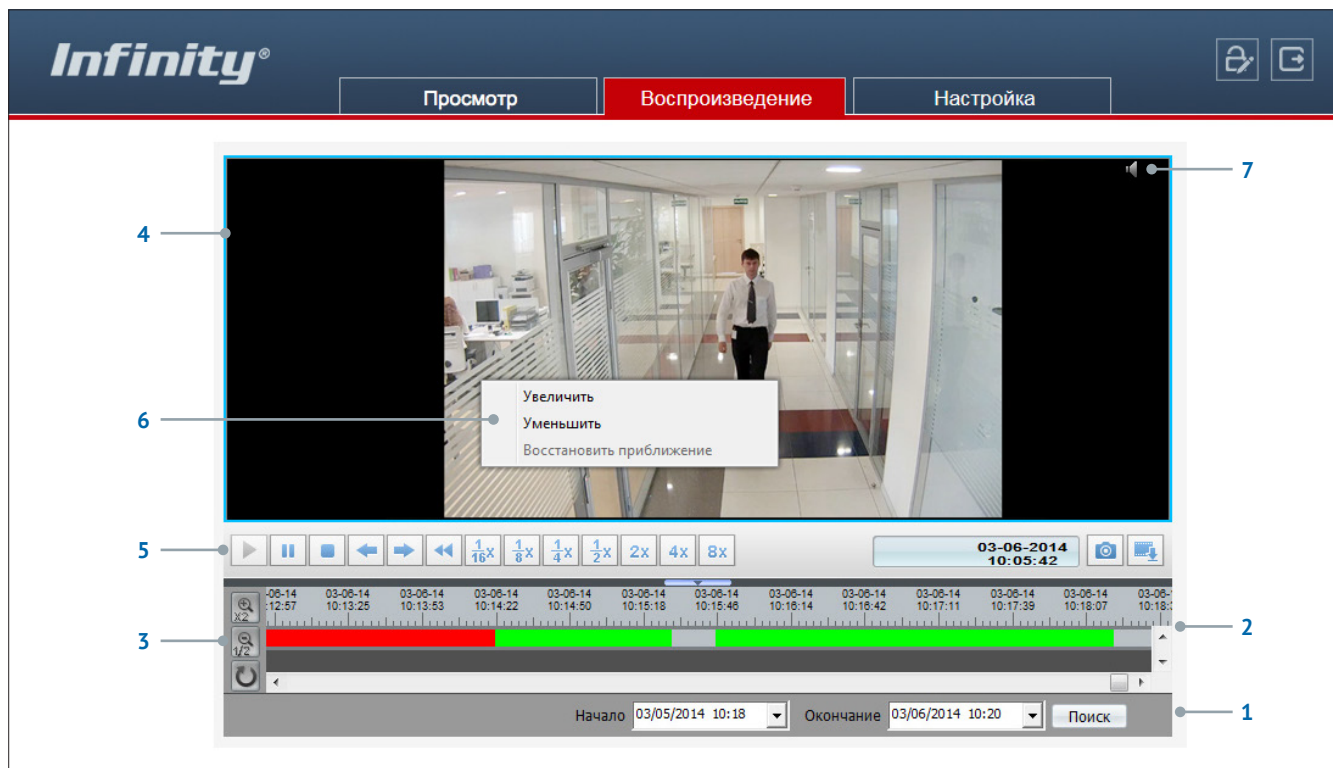 Infinity®
Просмотр
Воспроизведение
Настройка
7
4
Увеличить
6
Уменьшить
Восстановить приближение
5
1/16x 1/8x 1/4x 1/2x 2x 4x 8x
03-06-2014
10:05:42
-06-14 03-06-14 03-06-14 03-06-14 03-06-14 03-06-14 03-06-14 03-06-14 03-06-14 03-06-14 03-06-14 03-06-14 03-06-
:12:57 10:13:25 10:13:53 10:14:22 10:14:50 10:15:18 10:15:46 10:16:14 10:16:42 10:17:11 10:17:39 10:18:07 10:18:
X2
2
3
1/2
Начало 03/05/2014 10:18 Окончание 03/06/2014 10:20 Поиск
1